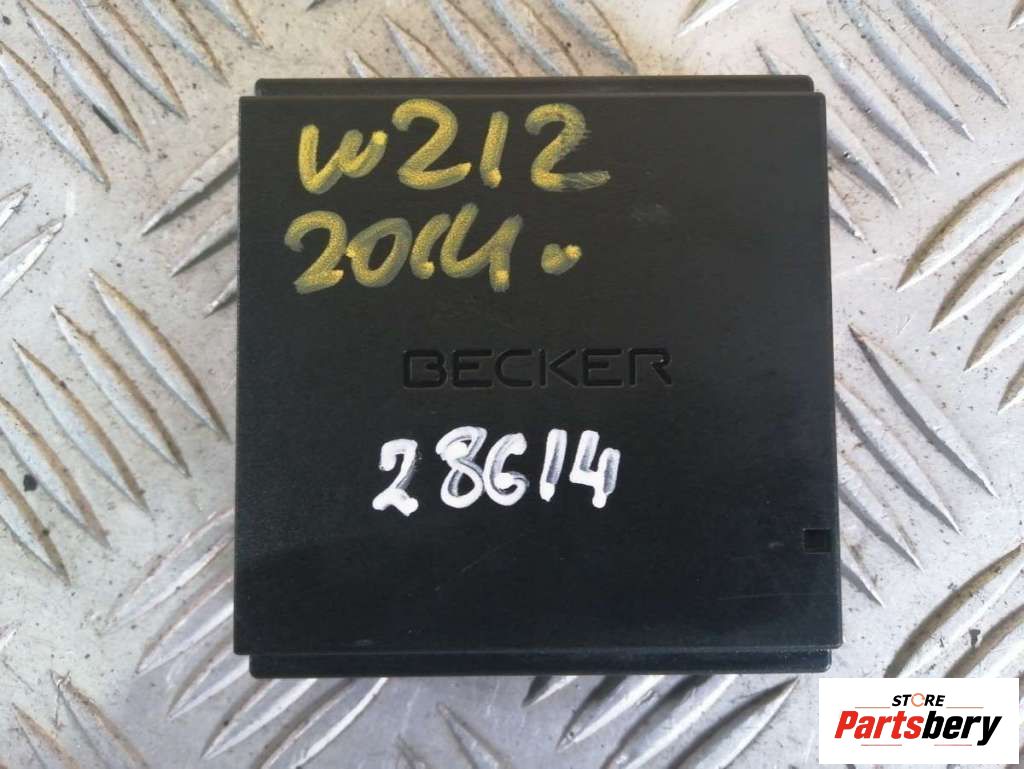 W212
2014.
BECKER
28614
STORE
Partsbery